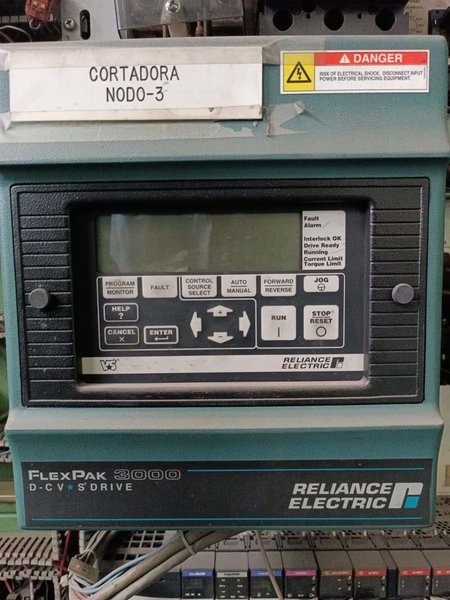 CORTADORA
NODO-3
DANGER
RISK OF ELECTRICAL SHOCK. DISCONNECT INPUT
POWER BEFORE SERVICING EQUIPMENT.
Fault
Alarm
Interlock OK
Drive Ready
Running
Current Limit
Torque Limit
PROGRAM
MONITOR
FAULT
CONTROL
SOURCE
SELECT
AUTO
MANUAL
FORWARD
REVERSE
JOG
HELP
?
CANCEL
X
ENTER
RUN
I
STOP
RESET
VS
RELIANCE
ELECTRIC
FLEXPAK 3000
D-C V★S DRIVE
RELIANCE
ELECTRIC